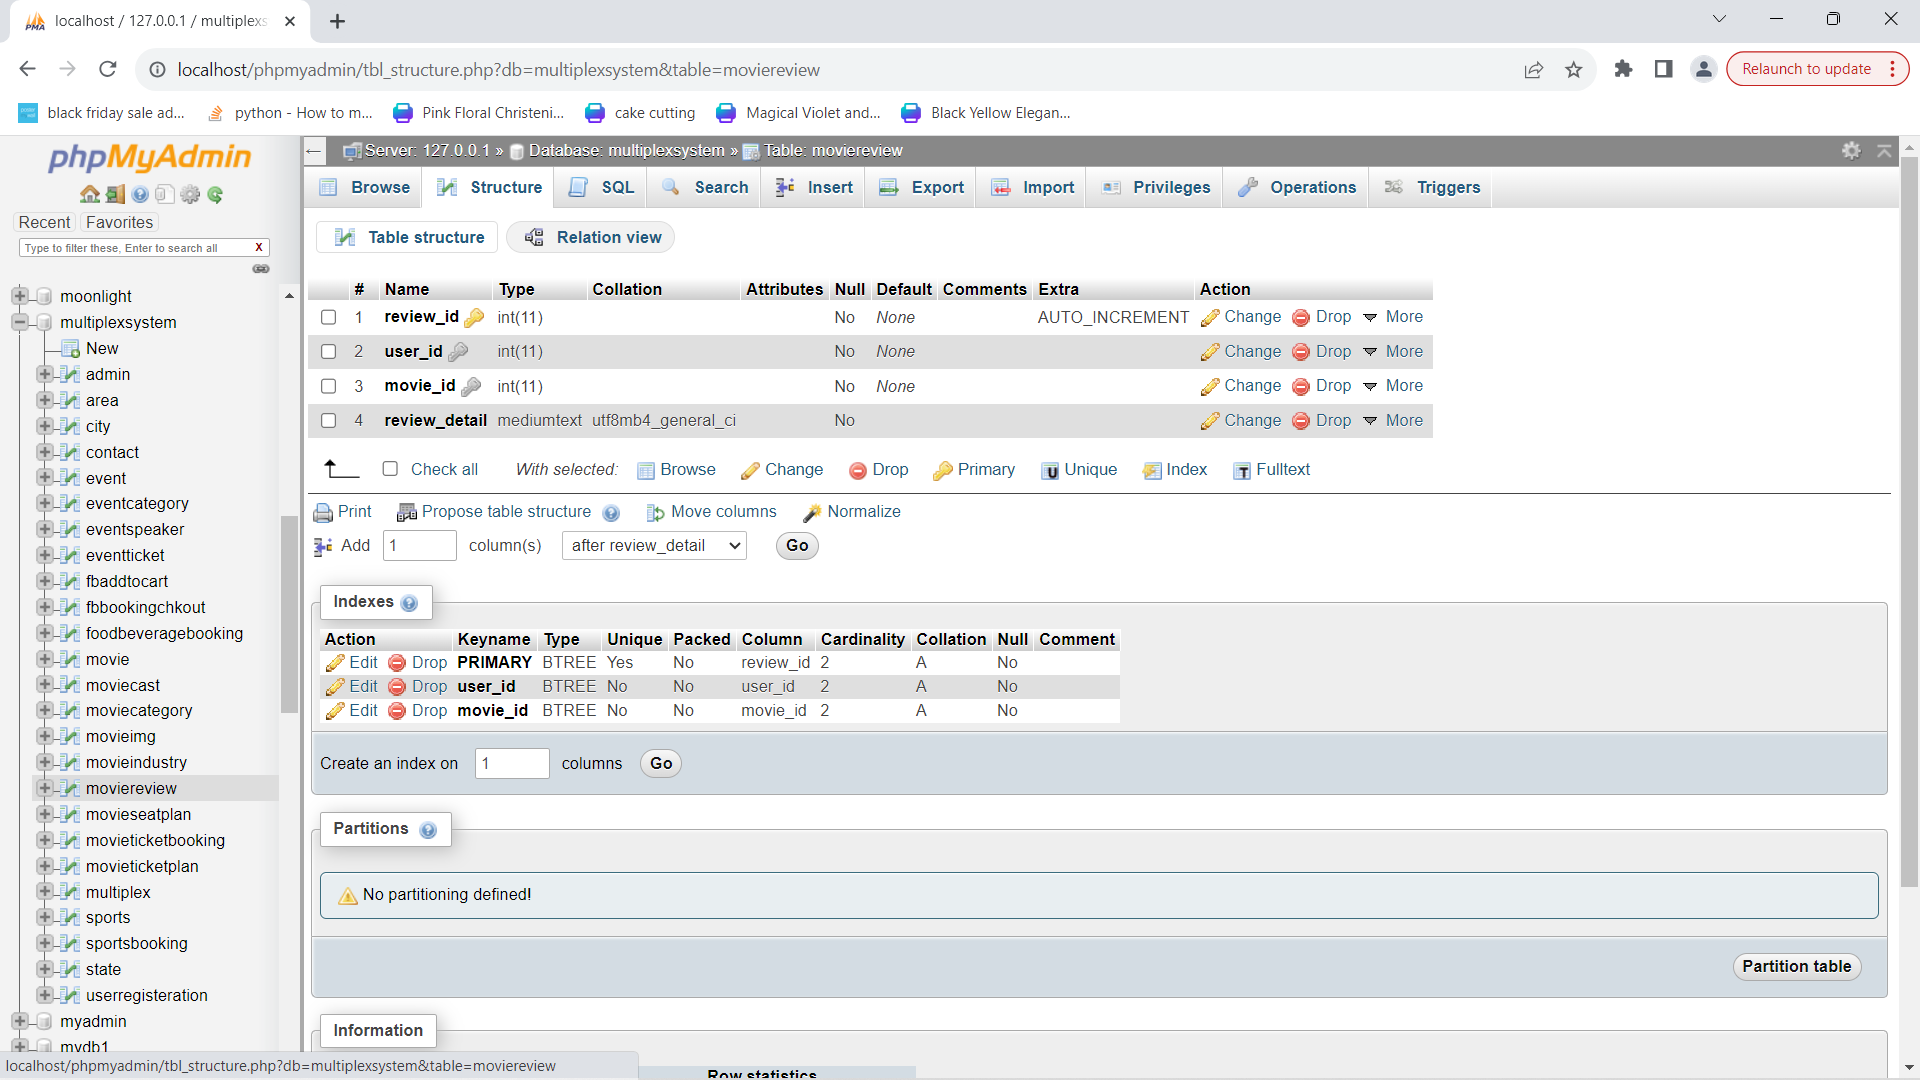 localhost / 127.0.0.1 / multiplexs
localhost/phpmyadmin/tbl_structure.php?db=multiplexsystem&table=moviereview
Relaunch to update
black friday sale ad...
python - How to m...
Pink Floral Christeni...
cake cutting
Magical Violet and...
Black Yellow Elegan...
phpMyAdmin
Recent Favorites
Type to filter these, Enter to search all X
moonlight
multiplexsystem
New
admin
area
city
contact
event
eventcategory
eventspeaker
eventticket
fbaddtocart
fbbookingchkout
foodbeveragebooking
movie
moviecast
moviecategory
movieimg
movieindustry
moviereview
movieseatplan
movieticketbooking
movieticketplan
multiplex
sports
sportsbooking
state
userregisteration
myadmin
mydb1
localhost/phpmyadmin/tbl_structure.php?db=multiplexsystem&table=moviereview
Server: 127.0.0.1 » Database: multiplexsystem » Table: moviereview
Browse Structure SQL Search Insert Export Import Privileges Operations Triggers
Table structure Relation view
# Name Type Collation Attributes Null Default Comments Extra Action
1 review_id int(11) No None AUTO_INCREMENT Change Drop More
2 user_id int(11) No None Change Drop More
3 movie_id int(11) No None Change Drop More
4 review_detail mediumtext utf8mb4_general_ci No Change Drop More
Check all With selected: Browse Change Drop Primary Unique Index Fulltext
Print Propose table structure Move columns Normalize
Add 1 column(s) after review_detail Go
Indexes
Action Keyname Type Unique Packed Column Cardinality Collation Null Comment
Edit Drop PRIMARY BTREE Yes No review_id 2 A No
Edit Drop user_id BTREE No No user_id 2 A No
Edit Drop movie_id BTREE No No movie_id 2 A No
Create an index on 1 columns Go
Partitions
No partitioning defined!
Partition table
Information
Row statistics